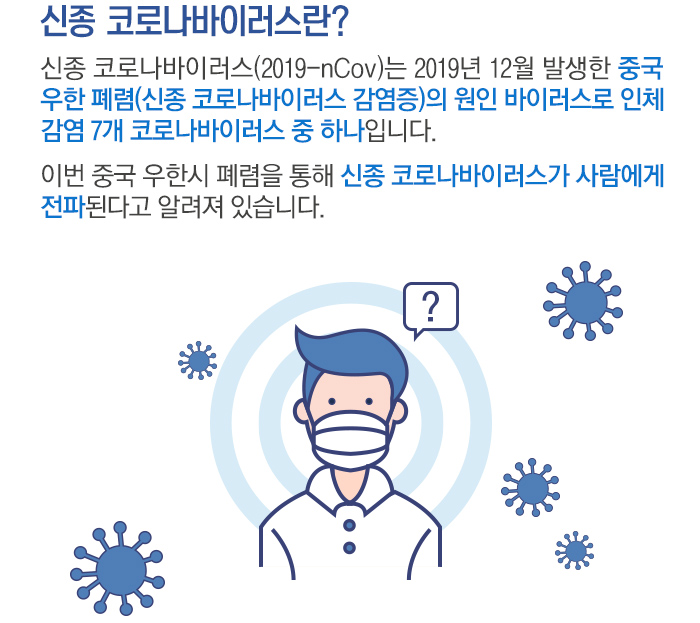 신종 코로나바이러스란?
신종 코로나바이러스(2019-nCov)는 2019년 12월 발생한 중국
우한 폐렴(신종 코로나바이러스 감염증)의 원인 바이러스로 인체
감염 7개 코로나바이러스 중 하나입니다.
이번 중국 우한시 폐렴을 통해 신종 코로나바이러스가 사람에게
전파된다고 알려져 있습니다.
?